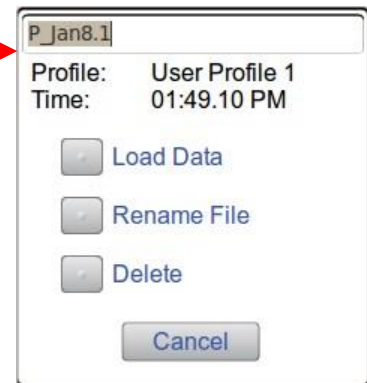 P_Jan8.1
Profile: User Profile 1
Time: 01:49.10 PM
Load Data
Rename File
Delete
Cancel